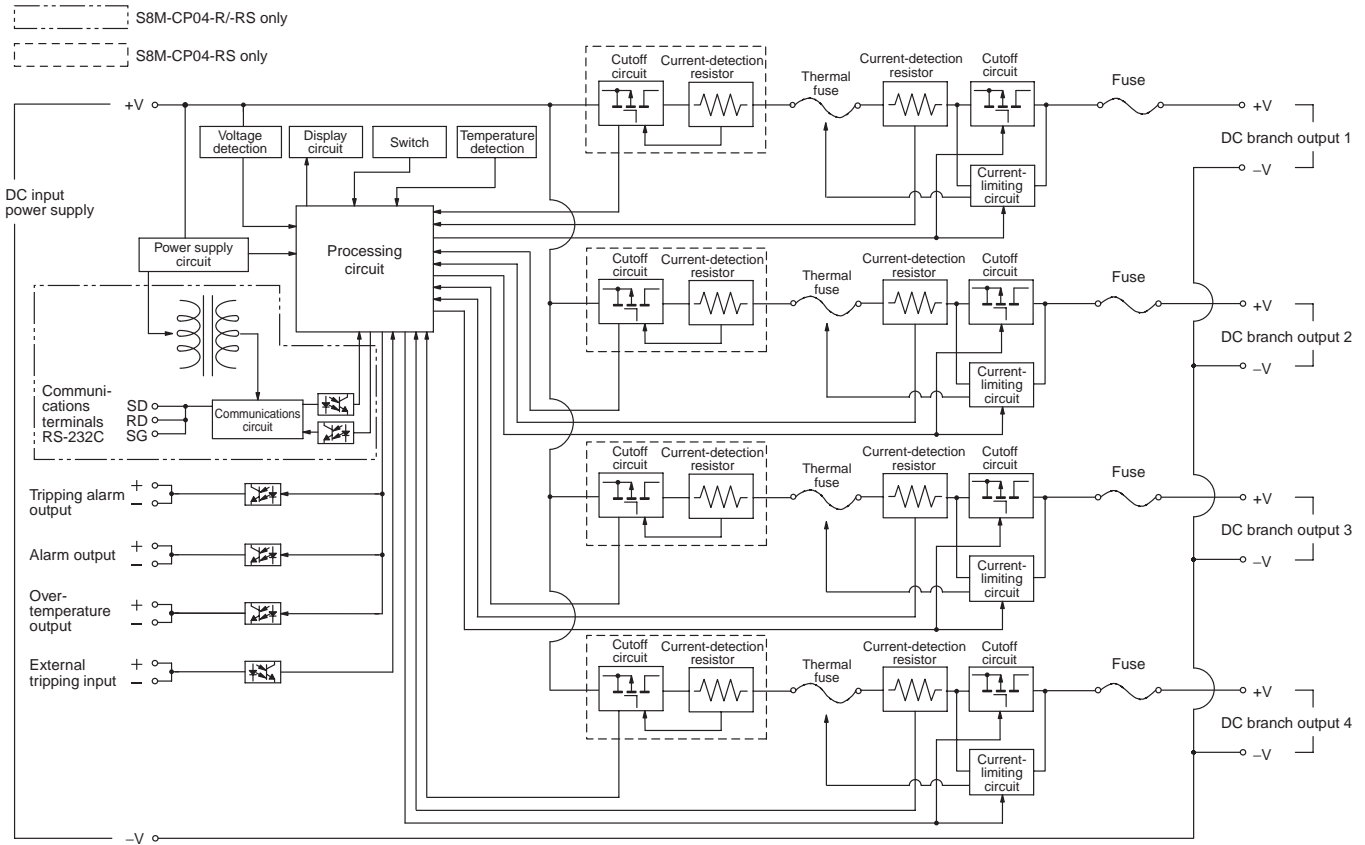 S8M-CP04-R/-RS only
S8M-CP04-RS only
+V
DC input
power supply
Voltage
detection
Display
circuit
Switch
Temperature
detection
Power supply
circuit
Processing
circuit
Communi-
cations
terminals
RS-232C
SD
RD
SG
Communications
circuit
Tripping alarm
output
+
−
Alarm output
+
−
Over-
temperature
output
+
−
External
tripping input
+
−
−V
Cutoff
circuit
Current-detection
resistor
Thermal
fuse
Current-detection
resistor
Cutoff
circuit
Current-
limiting
circuit
Fuse
+V
DC branch output 1
−V
Cutoff
circuit
Current-detection
resistor
Thermal
fuse
Current-detection
resistor
Cutoff
circuit
Current-
limiting
circuit
Fuse
+V
DC branch output 2
−V
Cutoff
circuit
Current-detection
resistor
Thermal
fuse
Current-detection
resistor
Cutoff
circuit
Current-
limiting
circuit
Fuse
+V
DC branch output 3
−V
Cutoff
circuit
Current-detection
resistor
Thermal
fuse
Current-detection
resistor
Cutoff
circuit
Current-
limiting
circuit
Fuse
+V
DC branch output 4
−V